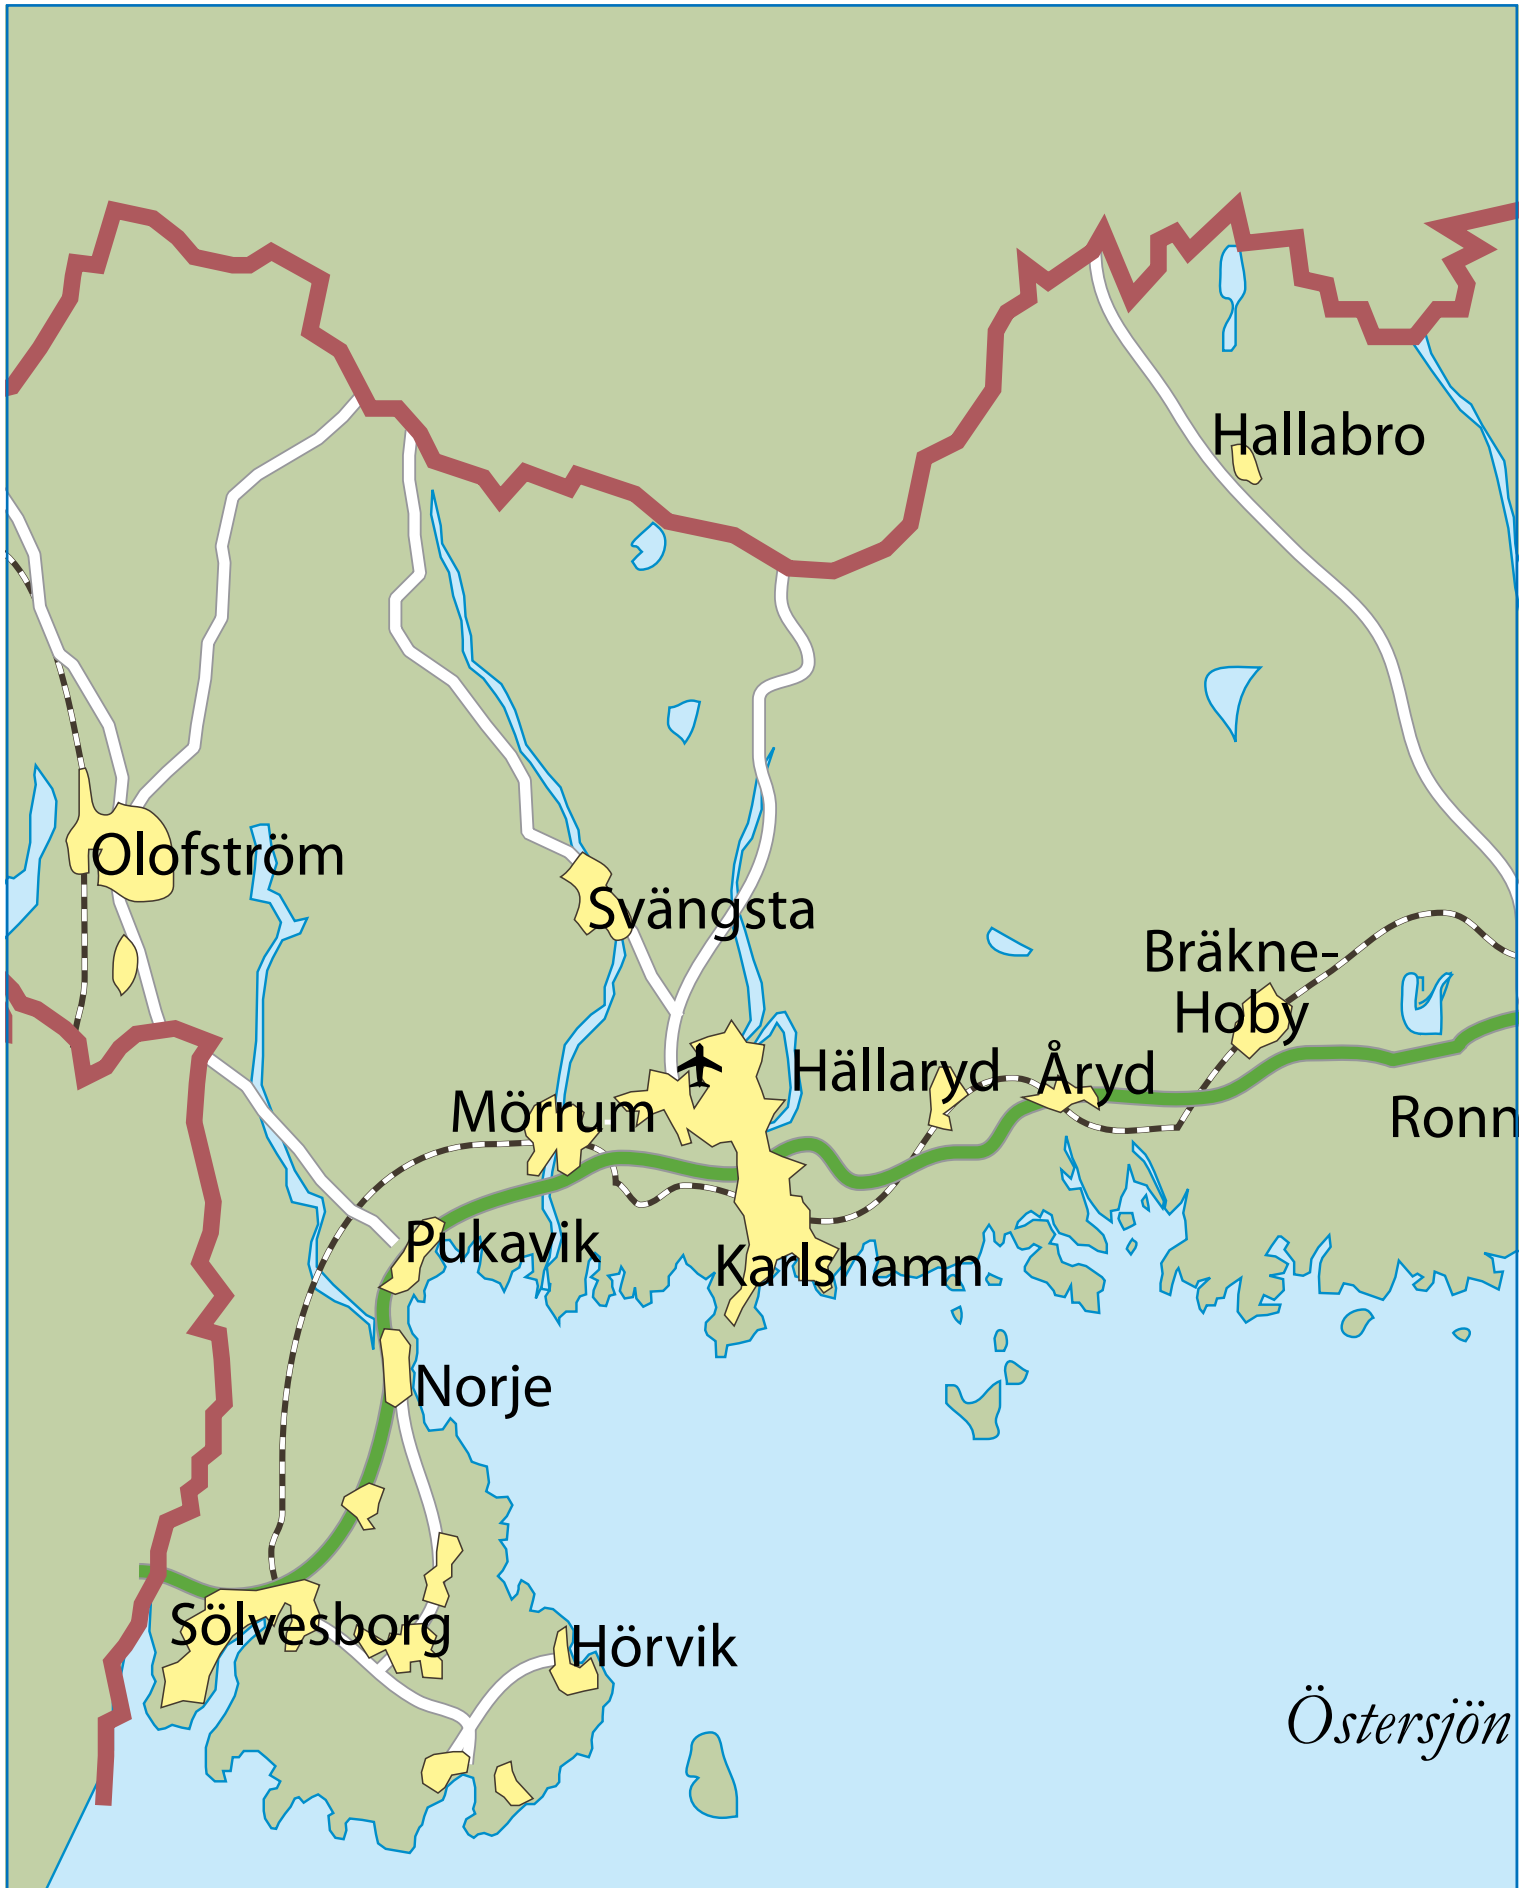 Hallabro
Olofström
Svängsta
Bräkne-
Hoby
Hällaryd
Åryd
Mörrum
Ronn
Pukavik
Karlshamn
Norje
Sölvesborg
Hörvik
Östersjön